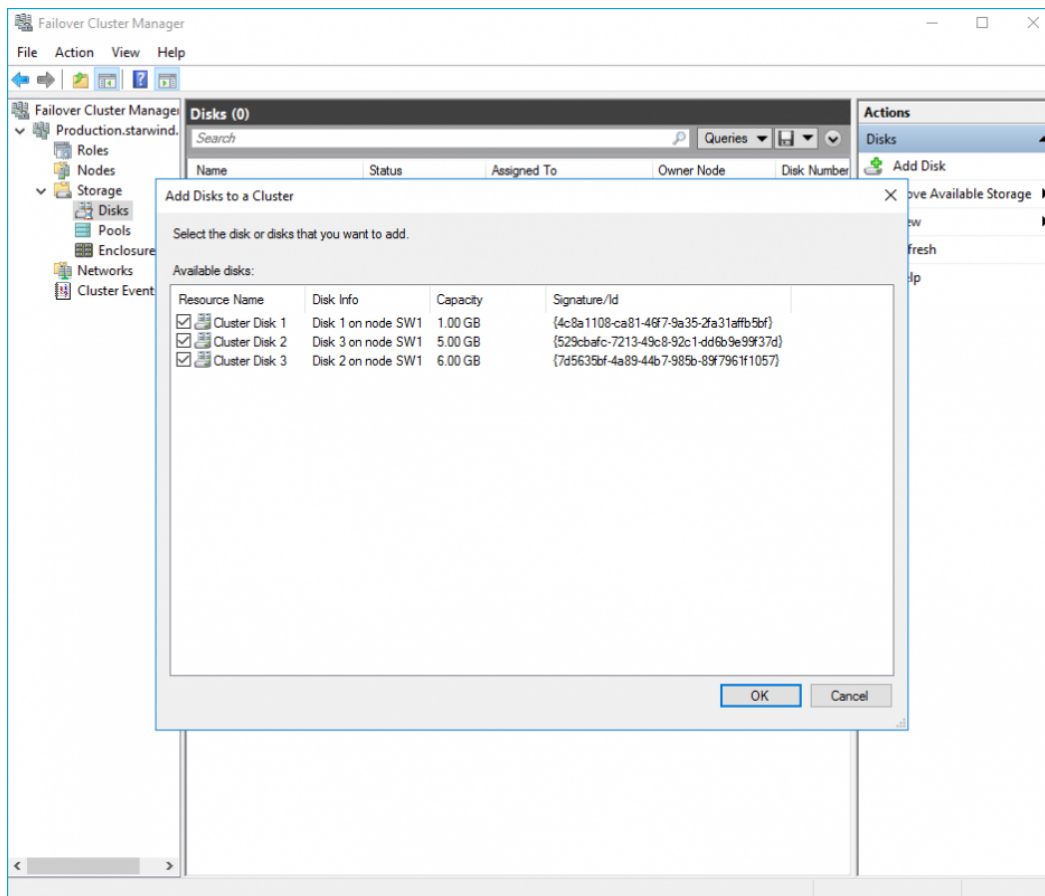 Failover Cluster Manager
File Action View Help
Failover Cluster Manager
Production.starwind.
Roles
Nodes
Storage
Disks
Pools
Enclosure
Networks
Cluster Event
Disks (0)
Search
Queries
Name Status Assigned To Owner Node Disk Number
Actions
Disks
Add Disk
ove Available Storage
ew
fresh
elp
Add Disks to a Cluster
Select the disk or disks that you want to add.
Available disks:
Resource Name Disk Info Capacity Signature/Id
Cluster Disk 1 Disk 1 on node SW1 1.00 GB {4c8a1108-ca81-46f7-9a35-2fa31affb5bf}
Cluster Disk 2 Disk 3 on node SW1 5.00 GB {529cbafc-7213-49c8-92c1-dd6b9e99f37d}
Cluster Disk 3 Disk 2 on node SW1 6.00 GB {7d5635bf-4a89-44b7-985b-89f7961f1057}
OK Cancel